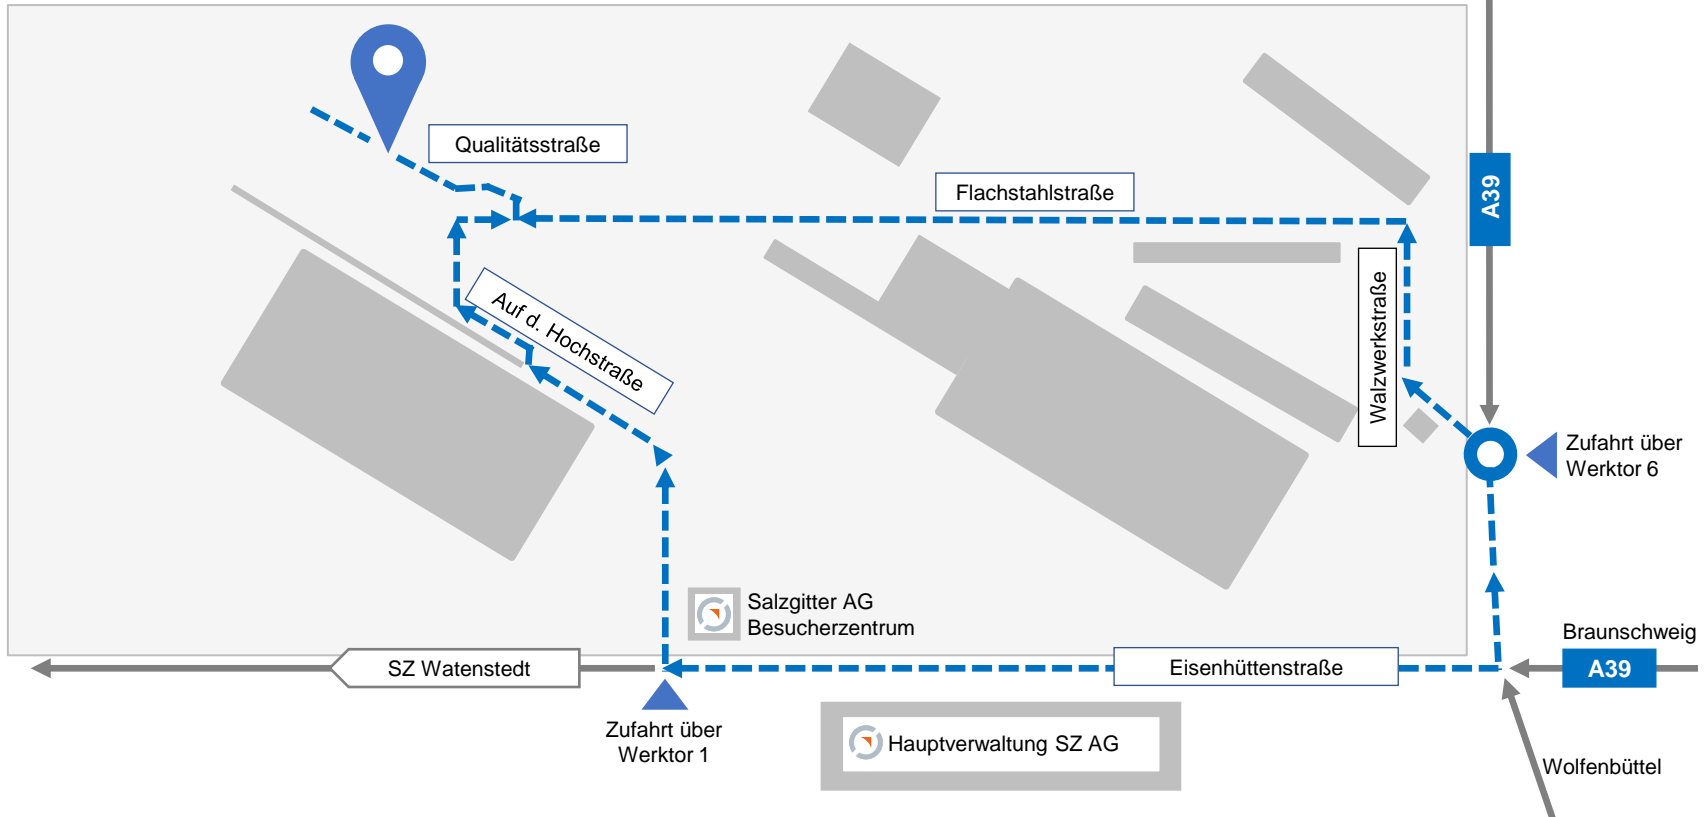 Qualitätsstraße
Flachstahlstraße
A39
Auf d. Hochstraße
Walzwerkstraße
Zufahrt über
Werktor 6
Salzgitter AG
Besucherzentrum
Braunschweig
SZ Watenstedt
Eisenhüttenstraße
A39
Zufahrt über
Werktor 1
Hauptverwaltung SZ AG
Wolfenbüttel